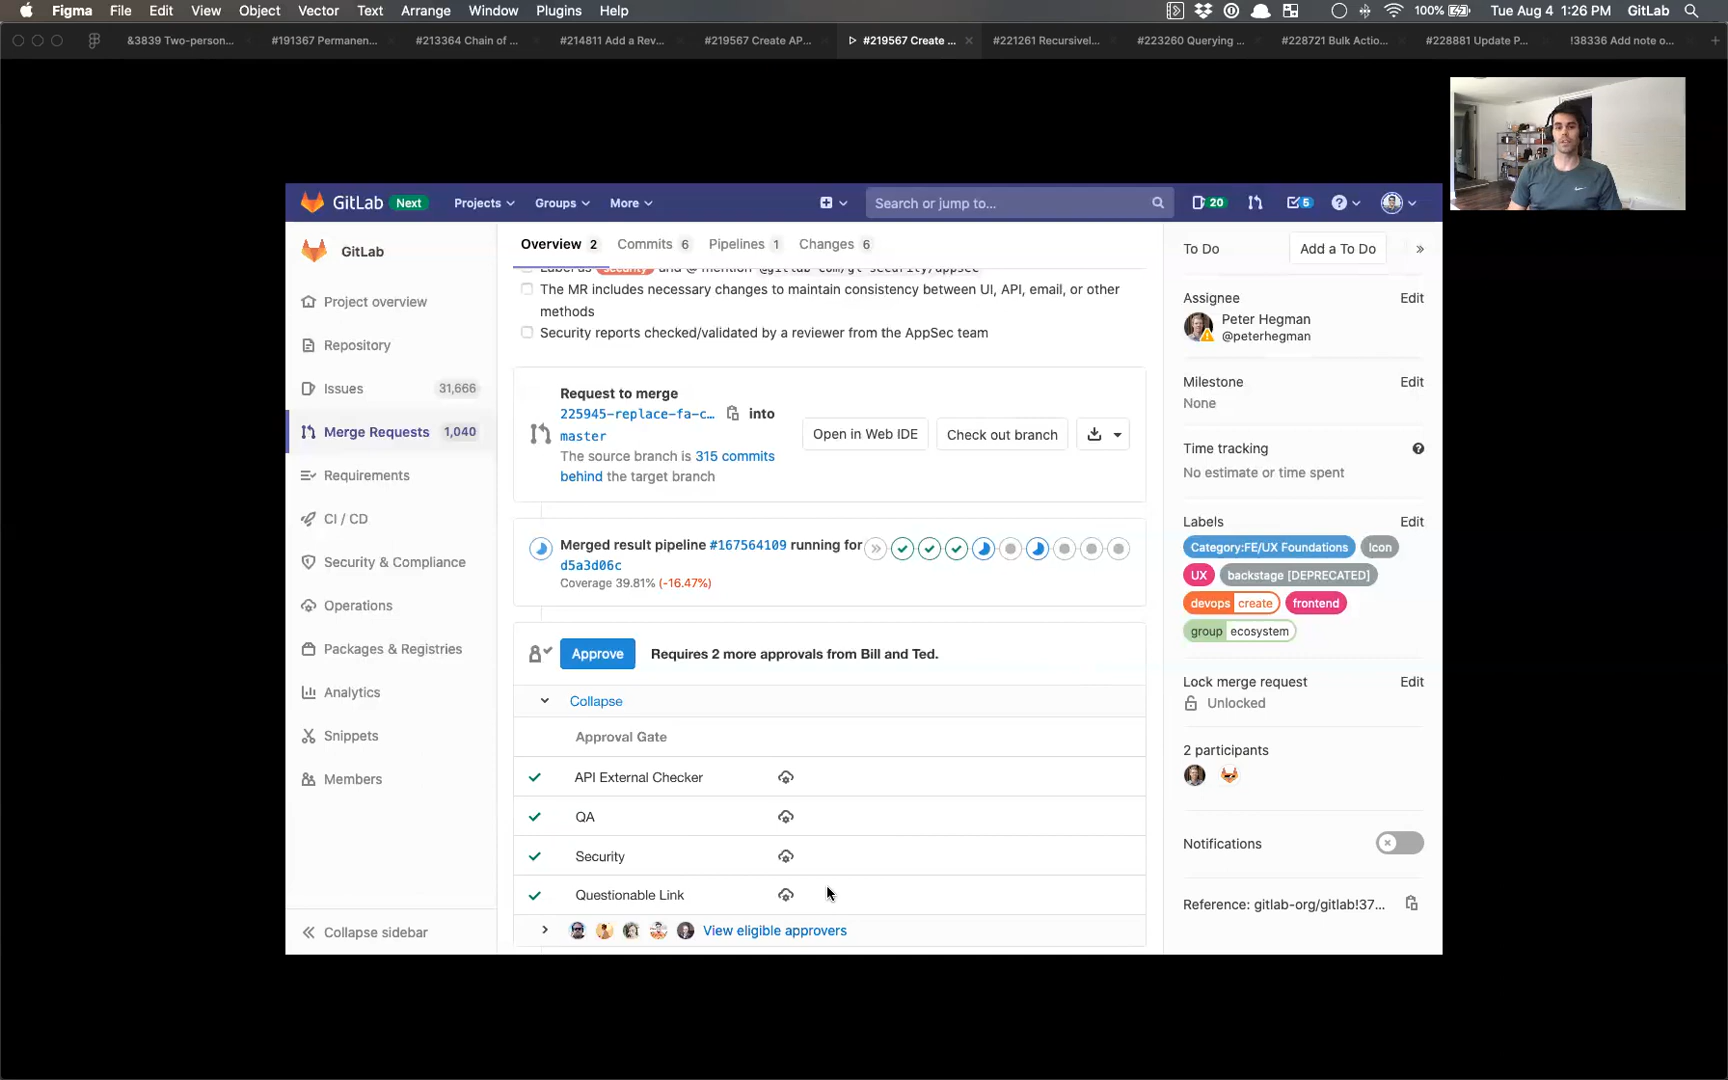 Figma File Edit View Object Vector Text Arrange Window Plugins Help 100% Tue Aug 4 1:26 PM GitLab
&3839 Two-person... #191367 Permanen... #213364 Chain of ... #214811 Add a Rev... #219567 Create AP... #219567 Create ... #221261 Recursivel... #223260 Querying ... #228721 Bulk Actio... #228881 Update P... !38336 Add note o...
GitLab Next Projects Groups More Search or jump to... 20 5
GitLab
Project overview
Repository
Issues 31,666
Merge Requests 1,040
Requirements
CI / CD
Security & Compliance
Operations
Packages & Registries
Analytics
Snippets
Members
Collapse sidebar
Overview 2 Commits 6 Pipelines 1 Changes 6
Label as security and @ mention @gitlab-com/gl-security/appsec
The MR includes necessary changes to maintain consistency between UI, API, email, or other
methods
Security reports checked/validated by a reviewer from the AppSec team
Request to merge
225945-replace-fa-c… into
master
The source branch is 315 commits
behind the target branch
Open in Web IDE Check out branch
Merged result pipeline #167564109 running for
d5a3d06c
Coverage 39.81% (-16.47%)
Approve Requires 2 more approvals from Bill and Ted.
Collapse
Approval Gate
API External Checker
QA
Security
Questionable Link
View eligible approvers
To Do Add a To Do
Assignee Edit
Peter Hegman
@peterhegman
Milestone Edit
None
Time tracking
No estimate or time spent
Labels Edit
Category:FE/UX Foundations Icon
UX backstage [DEPRECATED]
devops create frontend
group ecosystem
Lock merge request Edit
Unlocked
2 participants
Notifications
Reference: gitlab-org/gitlab!37...